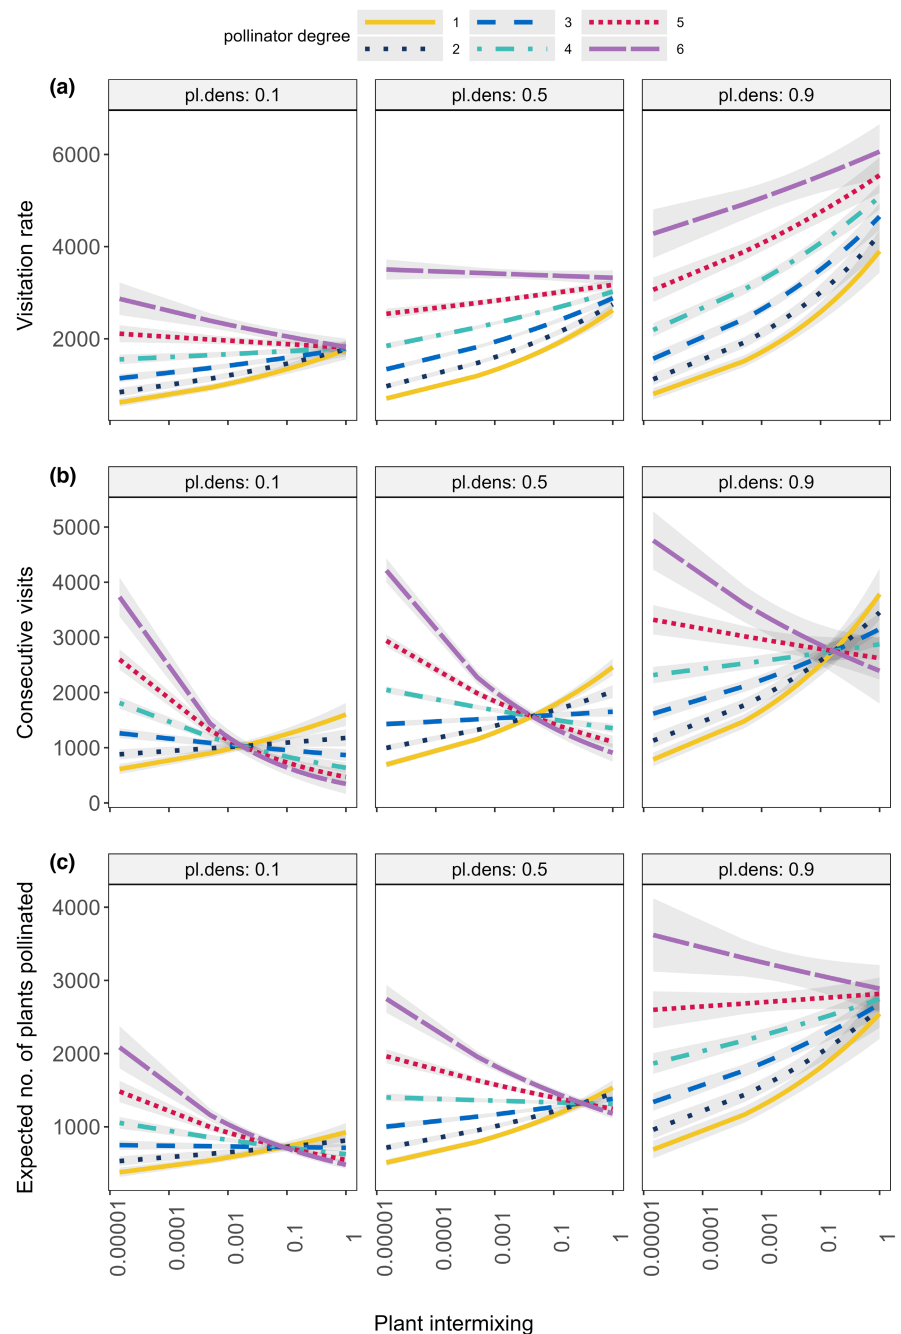 pollinator degree 1 3 5
2 4 6
(a)
pl.dens: 0.1 pl.dens: 0.5 pl.dens: 0.9
Visitation rate
6000
4000
2000
(b)
pl.dens: 0.1 pl.dens: 0.5 pl.dens: 0.9
Consecutive visits
5000
4000
3000
2000
1000
0
(c)
pl.dens: 0.1 pl.dens: 0.5 pl.dens: 0.9
Expected no. of plants pollinated
4000
3000
2000
1000
0.00001 0.0001 0.001 0.1 1 0.00001 0.0001 0.001 0.1 1 0.00001 0.0001 0.001 0.1 1
Plant intermixing